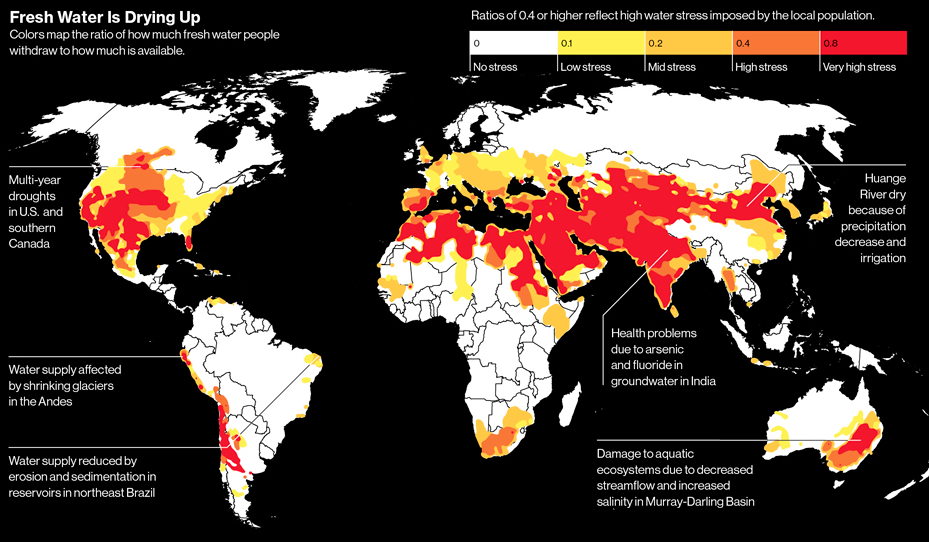 Fresh Water Is Drying Up
Colors map the ratio of how much fresh water people
withdraw to how much is available.
Ratios of 0.4 or higher reflect high water stress imposed by the local population.
0
0.1
0.2
0.4
0.8
No stress
Low stress
Mid stress
High stress
Very high stress
Multi-year
droughts
in U.S. and
southern
Canada
Huange
River dry
because of
precipitation
decrease and
irrigation
Health problems
due to arsenic
and fluoride in
groundwater in India
Water supply affected
by shrinking glaciers
in the Andes
Water supply reduced by
erosion and sedimentation in
reservoirs in northeast Brazil
Damage to aquatic
ecosystems due to decreased
streamflow and increased
salinity in Murray-Darling Basin